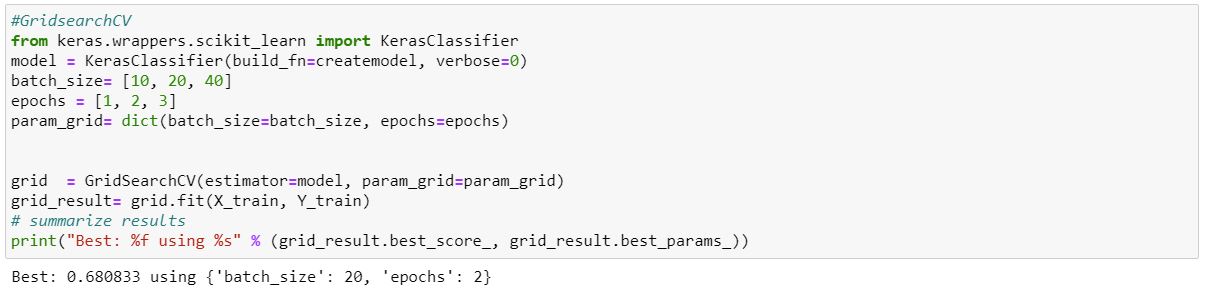 #GridsearchCV
from keras.wrappers.scikit_learn import KerasClassifier
model = KerasClassifier(build_fn=createmodel, verbose=0)
batch_size= [10, 20, 40]
epochs = [1, 2, 3]
param_grid= dict(batch_size=batch_size, epochs=epochs)
grid  = GridSearchCV(estimator=model, param_grid=param_grid)
grid_result= grid.fit(X_train, Y_train)
# summarize results
print("Best: %f using %s" % (grid_result.best_score_, grid_result.best_params_))
Best: 0.680833 using {'batch_size': 20, 'epochs': 2}